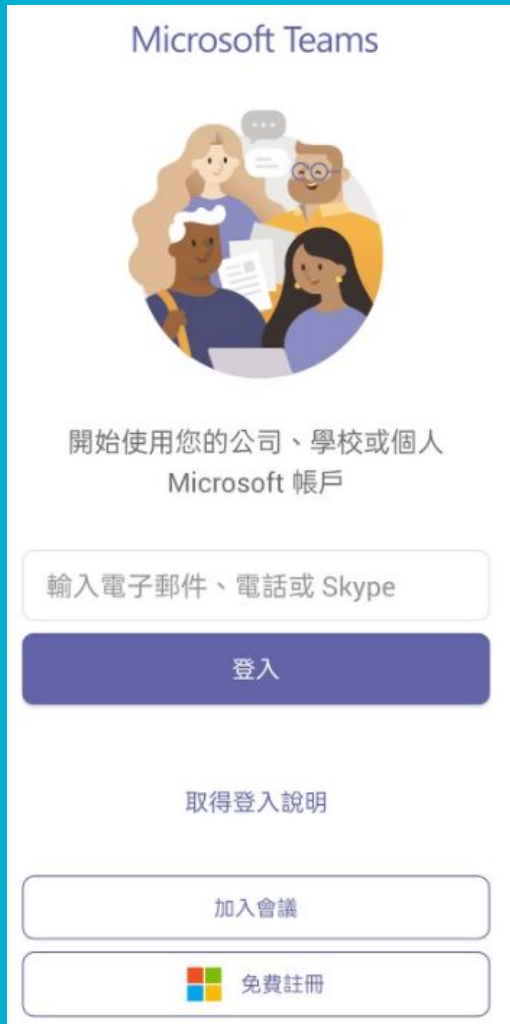 Microsoft Teams
開始使用您的公司、學校或個人
Microsoft 帳戶
輸入電子郵件、電話或 Skype
登入
取得登入說明
加入會議
免費註冊